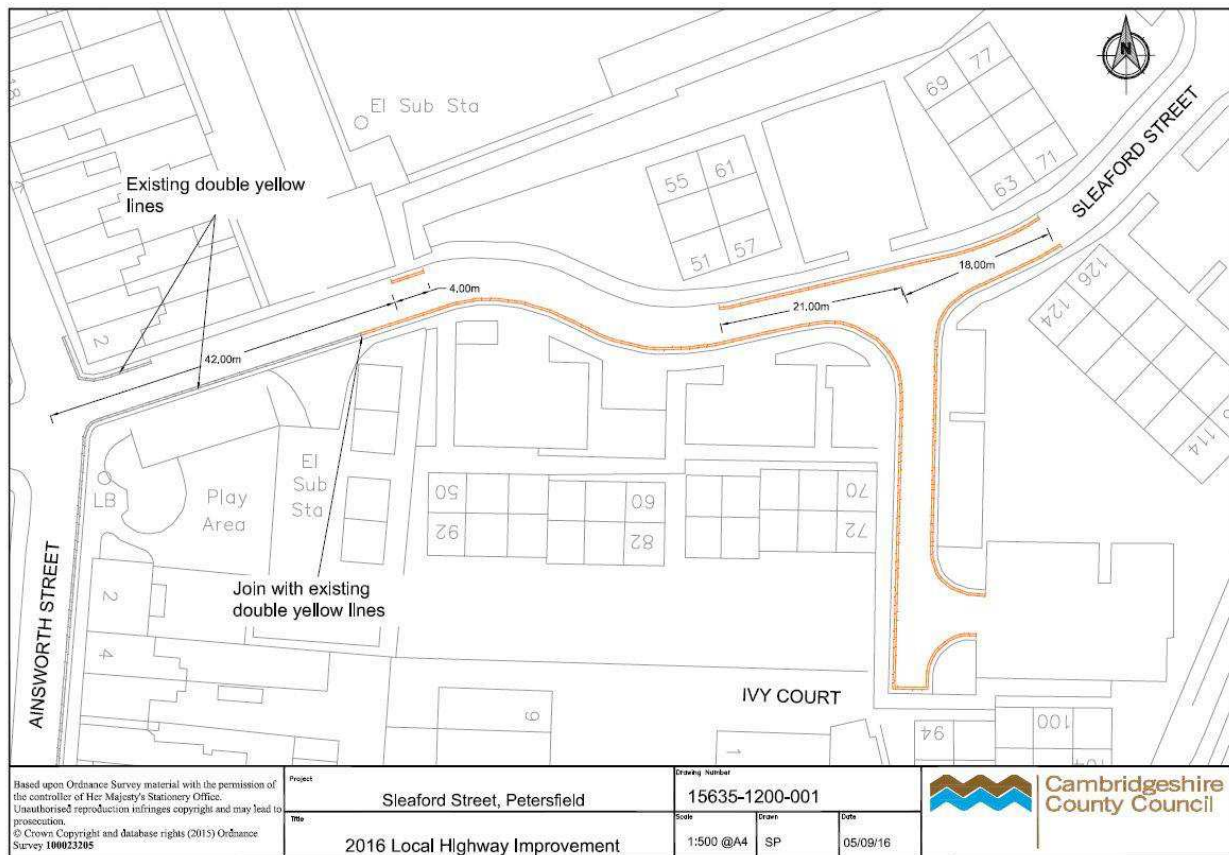 N
El Sub Sta
69
77
63
71
SLEAFORD STREET
55
61
51
57
Existing double yellow
lines
18.00m
4.00m
21.00m
126
124
114
2
42.00m
El
Sub
Sta
LB
Play
Area
50
60
70
92
82
72
Join with existing
double yellow lines
2
4
AINSWORTH STREET
IVY COURT
9
1
94
100
Based upon Ordnance Survey material with the permission of
the controller of Her Majesty's Stationery Office.
Unauthorised reproduction infringes copyright and may lead to
prosecution.
© Crown Copyright and database rights (2015) Ordnance
Survey 100023205
Project
Sleaford Street, Petersfield
Title
2016 Local Highway Improvement
Drawing Number
15635-1200-001
Scale
1:500 @A4
Drawn
SP
Date
05/09/16
Cambridgeshire
County Council